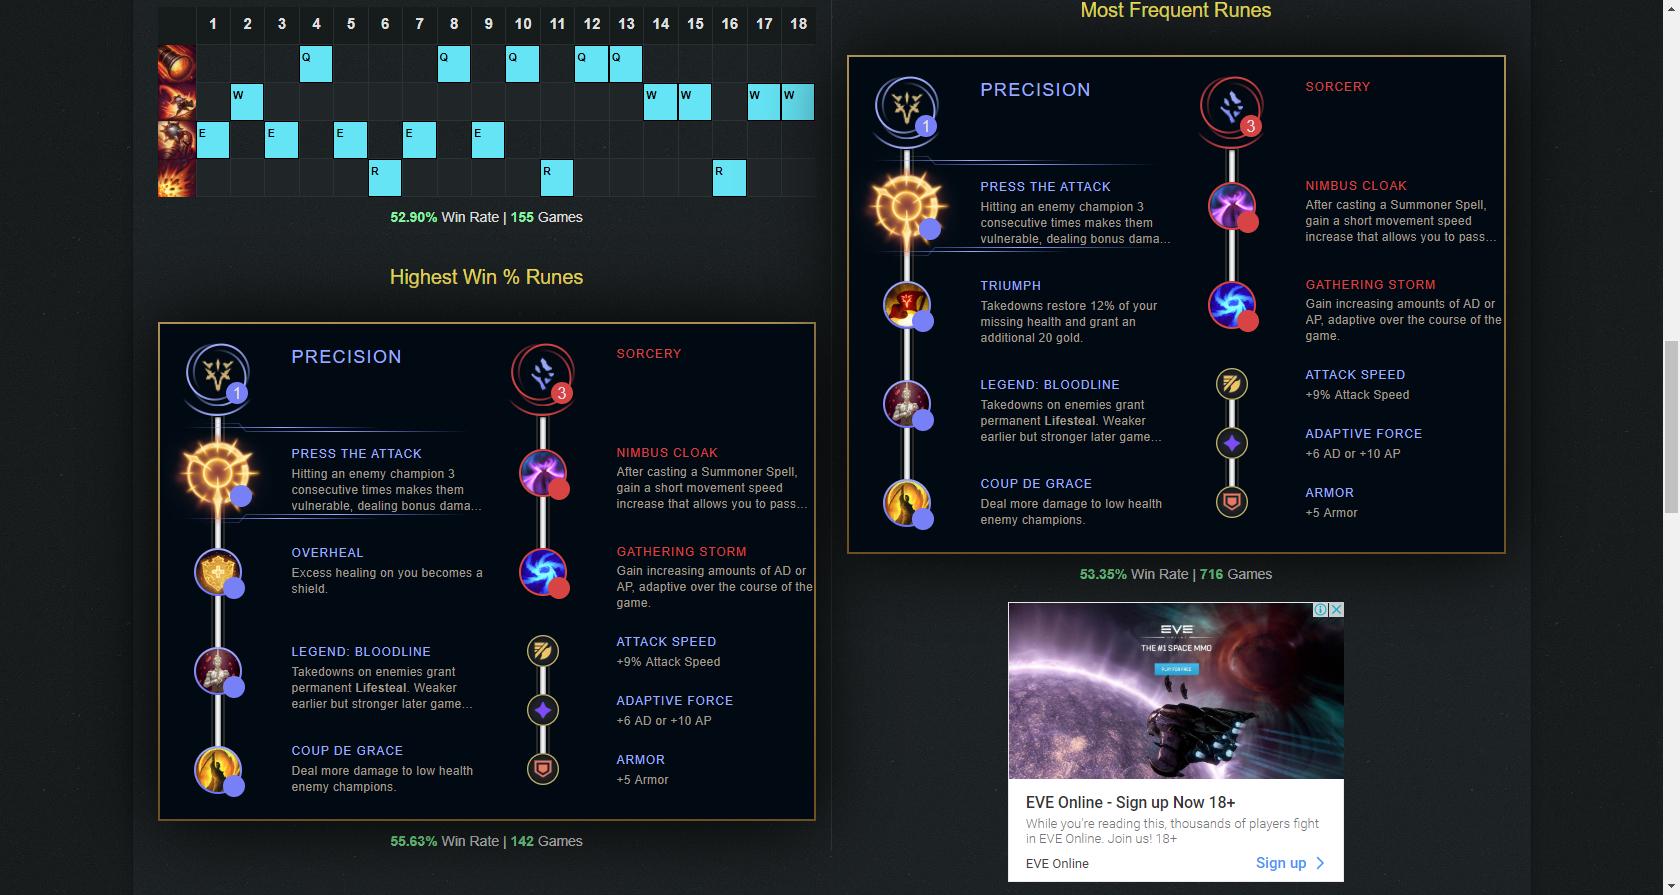 1 2 3 4 5 6 7 8 9 10 11 12 13 14 15 16 17 18
Q Q Q Q Q
W W W W W
E E E E E
R R R
52.90% Win Rate | 155 Games
Highest Win % Runes
1
PRECISION
PRESS THE ATTACK
Hitting an enemy champion 3
consecutive times makes them
vulnerable, dealing bonus dama...
OVERHEAL
Excess healing on you becomes a
shield.
LEGEND: BLOODLINE
Takedowns on enemies grant
permanent Lifesteal. Weaker
earlier but stronger later game...
COUP DE GRACE
Deal more damage to low health
enemy champions.
3
SORCERY
NIMBUS CLOAK
After casting a Summoner Spell,
gain a short movement speed
increase that allows you to pass...
GATHERING STORM
Gain increasing amounts of AD or
AP, adaptive over the course of the
game.
ATTACK SPEED
+9% Attack Speed
ADAPTIVE FORCE
+6 AD or +10 AP
ARMOR
+5 Armor
55.63% Win Rate | 142 Games
Most Frequent Runes
1
PRECISION
PRESS THE ATTACK
Hitting an enemy champion 3
consecutive times makes them
vulnerable, dealing bonus dama...
TRIUMPH
Takedowns restore 12% of your
missing health and grant an
additional 20 gold.
LEGEND: BLOODLINE
Takedowns on enemies grant
permanent Lifesteal. Weaker
earlier but stronger later game...
COUP DE GRACE
Deal more damage to low health
enemy champions.
3
SORCERY
NIMBUS CLOAK
After casting a Summoner Spell,
gain a short movement speed
increase that allows you to pass...
GATHERING STORM
Gain increasing amounts of AD or
AP, adaptive over the course of the
game.
ATTACK SPEED
+9% Attack Speed
ADAPTIVE FORCE
+6 AD or +10 AP
ARMOR
+5 Armor
53.35% Win Rate | 716 Games
EVE
ONLINE
THE #1 SPACE MMO
PLAY FOR FREE
EVE Online - Sign up Now 18+
While you're reading this, thousands of players fight
in EVE Online. Join us! 18+
EVE Online
Sign up